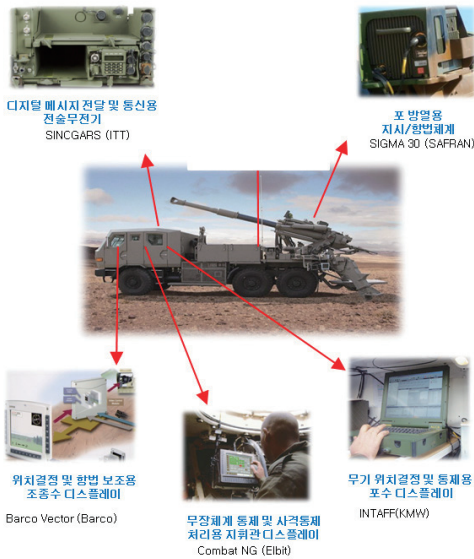 디지털 메시지 전달 및 통신용
전술무전기
SINCGARS (ITT)
포 방열용
지시/항법체계
SIGMA 30 (SAFRAN)
위치결정 및 항법 보조용
조종수 디스플레이
Barco Vector (Barco)
무장체계 통제 및 사격통제
처리용 지휘관 디스플레이
Combat NG (Elbit)
무기 위치결정 및 통제용
포수 디스플레이
INTAFF(KMW)